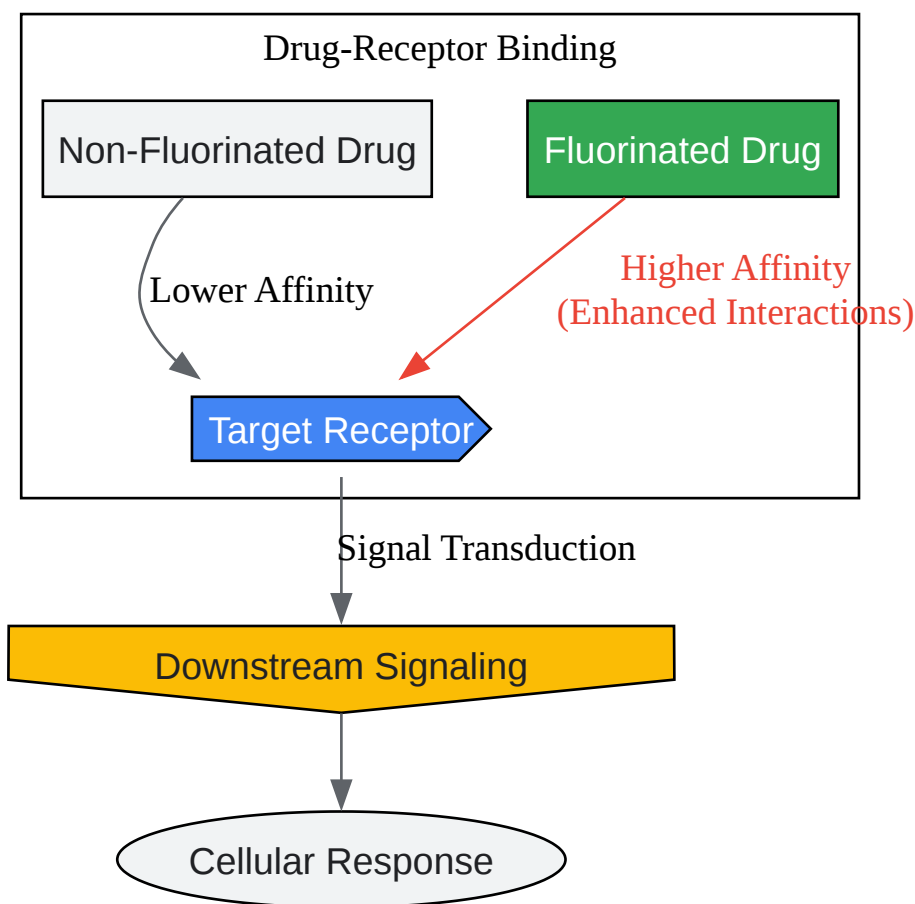 Drug-Receptor Binding
Non-Fluorinated Drug
Fluorinated Drug
Lower Affinity
Higher Affinity
(Enhanced Interactions)
Target Receptor
Signal Transduction
Downstream Signaling
Cellular Response